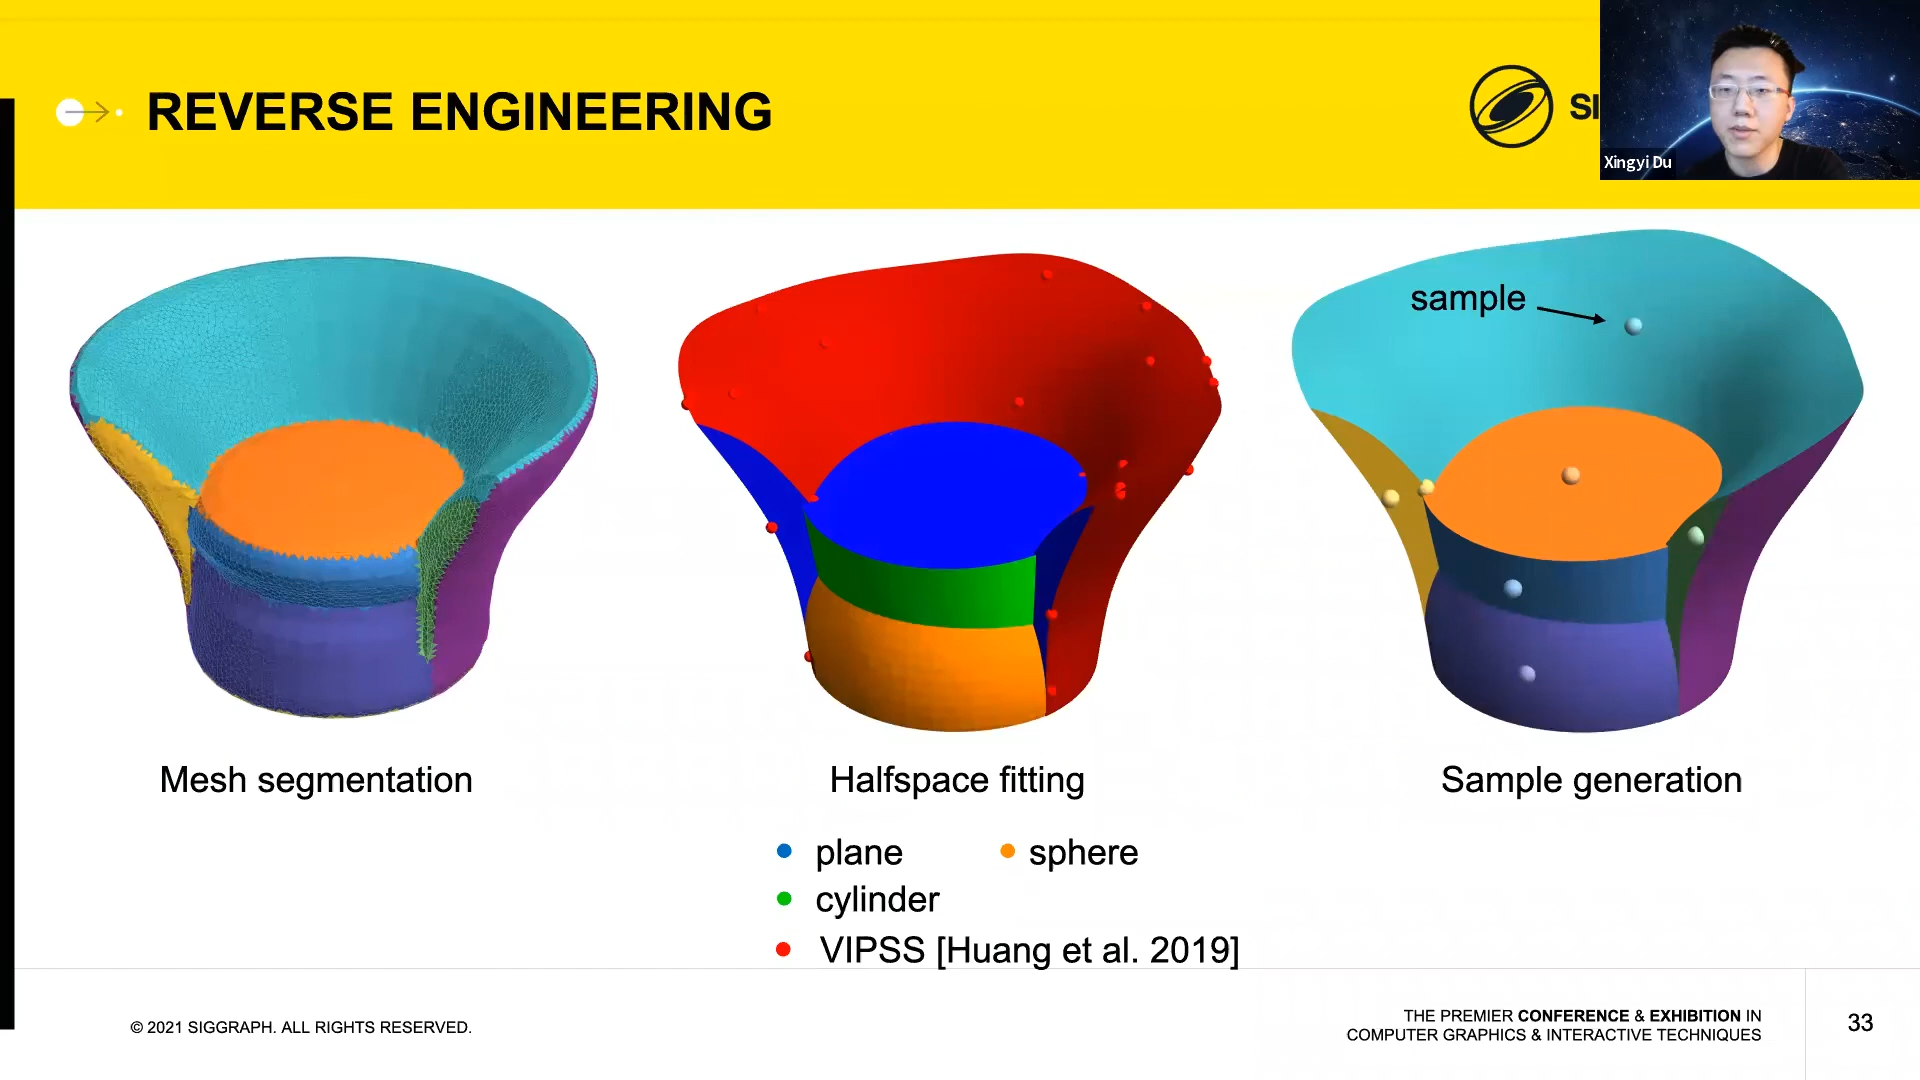 REVERSE ENGINEERING
SI
Xingyi Du
sample
Mesh segmentation
Halfspace fitting
Sample generation
plane
sphere
cylinder
VIPSS [Huang et al. 2019]
© 2021 SIGGRAPH. ALL RIGHTS RESERVED.
THE PREMIER CONFERENCE & EXHIBITION IN
COMPUTER GRAPHICS & INTERACTIVE TECHNIQUES
33